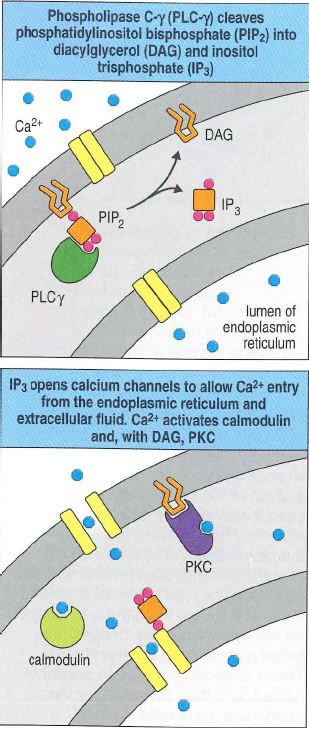 Phospholipase C-γ (PLC-γ) cleaves
phosphatidylinositol bisphosphate (PIP₂) into
diacylglycerol (DAG) and inositol
trisphosphate (IP₃)
Ca²⁺
DAG
PIP₂
IP₃
PLCγ
lumen of
endoplasmic
reticulum
IP₃ opens calcium channels to allow Ca²⁺ entry
from the endoplasmic reticulum and
extracellular fluid. Ca²⁺ activates calmodulin
and, with DAG, PKC
PKC
calmodulin